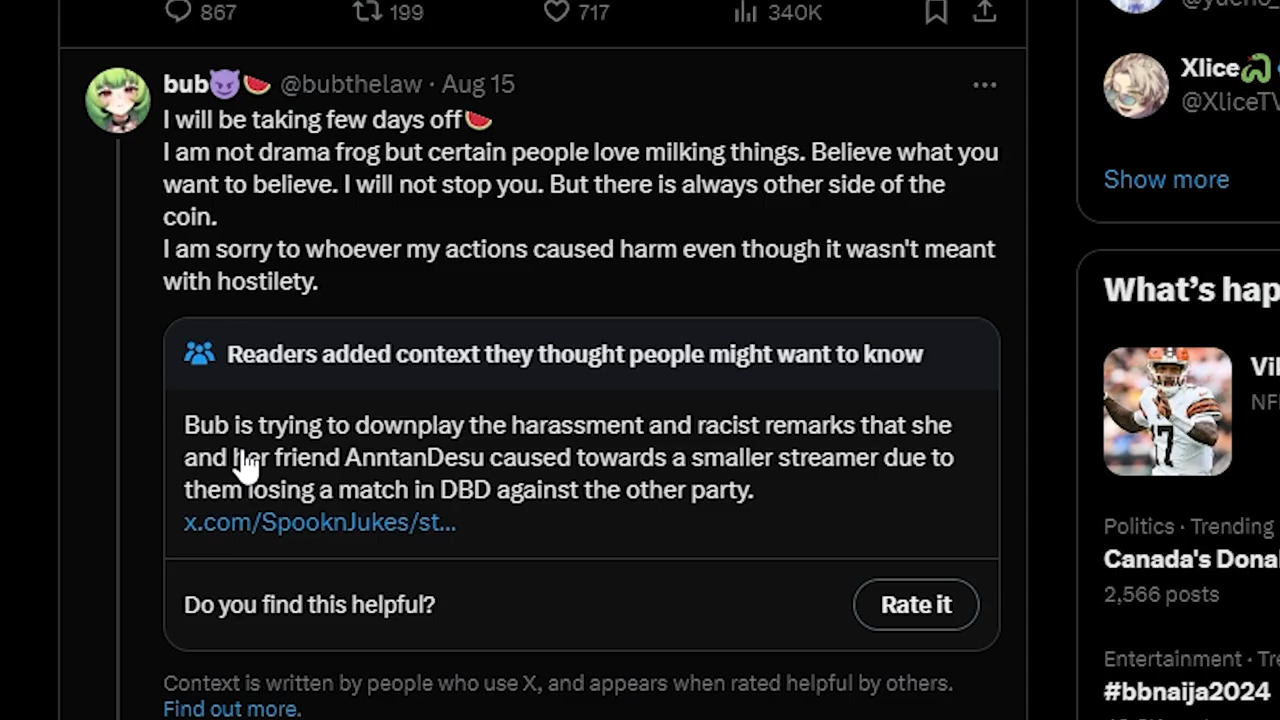 867 199 717 340K
bub @bubthelaw · Aug 15
I will be taking few days off
I am not drama frog but certain people love milking things. Believe what you
want to believe. I will not stop you. But there is always other side of the
coin.
I am sorry to whoever my actions caused harm even though it wasn't meant
with hostilety.
Readers added context they thought people might want to know
Bub is trying to downplay the harassment and racist remarks that she
and her friend AnntanDesu caused towards a smaller streamer due to
them losing a match in DBD against the other party.
x.com/SpooknJukes/st...
Do you find this helpful?
Rate it
Context is written by people who use X, and appears when rated helpful by others.
Find out more.
Xlice
@XliceTV
Show more
What's hap
17
NF
Politics · Trending
Canada's Dona
2,566 posts
Entertainment · Tre
#bbnaija2024